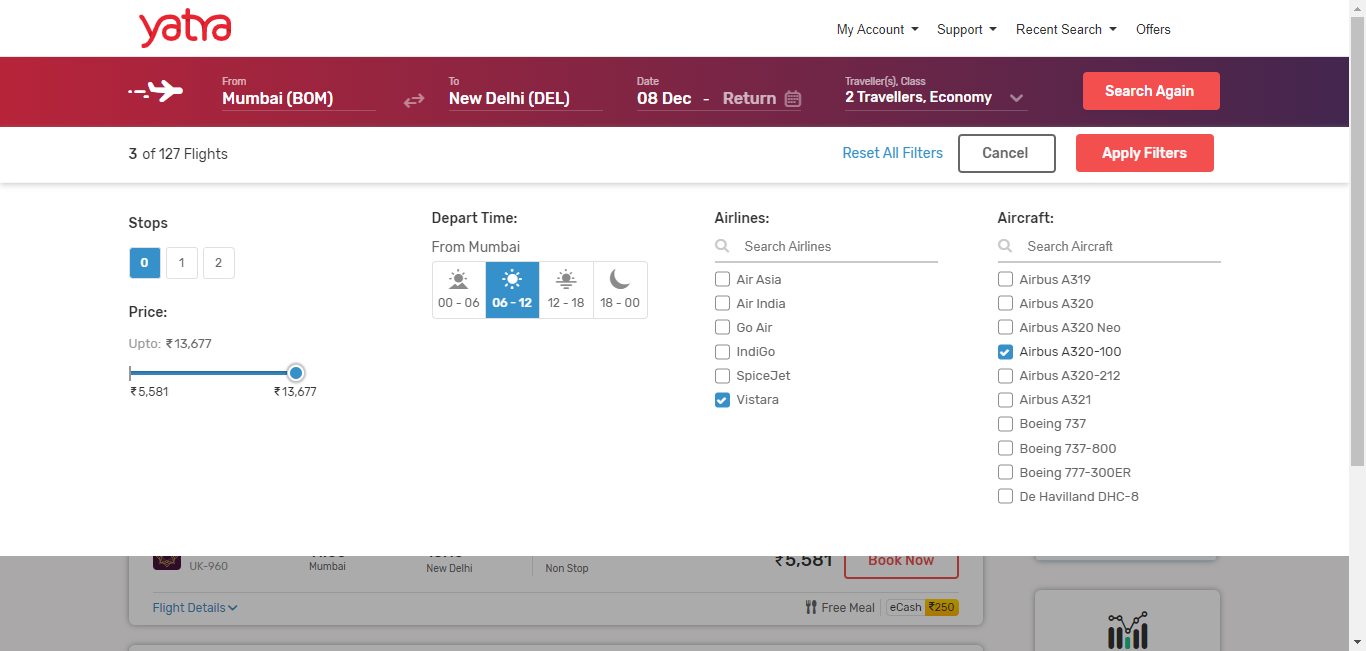 yatra
My Account Support Recent Search Offers
From
Mumbai (BOM)
To
New Delhi (DEL)
Date
08 Dec - Return
Traveller(s), Class
2 Travellers, Economy
Search Again
3 of 127 Flights
Reset All Filters
Cancel
Apply Filters
Stops
0 1 2
Price:
Upto: ₹13,677
₹5,581 ₹13,677
Depart Time:
From Mumbai
00 - 06 06 - 12 12 - 18 18 - 00
Airlines:
Search Airlines
Air Asia
Air India
Go Air
IndiGo
SpiceJet
Vistara
Aircraft:
Search Aircraft
Airbus A319
Airbus A320
Airbus A320 Neo
Airbus A320-100
Airbus A320-212
Airbus A321
Boeing 737
Boeing 737-800
Boeing 777-300ER
De Havilland DHC-8
UK-960
Mumbai
New Delhi
Non Stop
₹5,581
Book Now
Flight Details
Free Meal
eCash ₹250